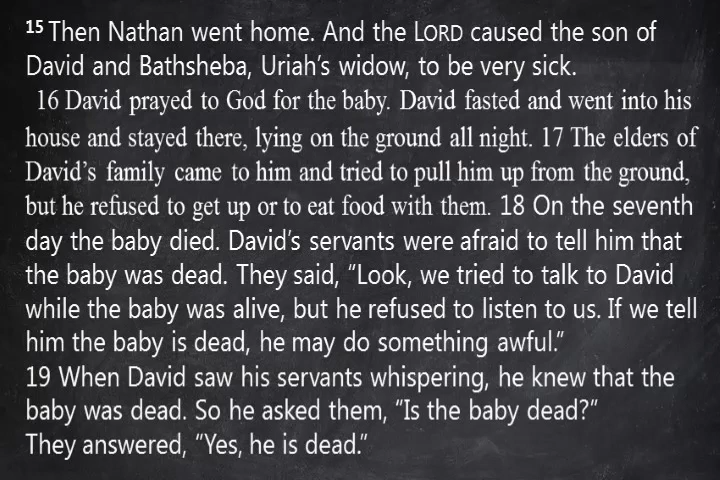 15 Then Nathan went home. And the LORD caused the son of
David and Bathsheba, Uriah’s widow, to be very sick.
16 David prayed to God for the baby. David fasted and went into his
house and stayed there, lying on the ground all night. 17 The elders of
David’s family came to him and tried to pull him up from the ground,
but he refused to get up or to eat food with them. 18 On the seventh
day the baby died. David’s servants were afraid to tell him that
the baby was dead. They said, “Look, we tried to talk to David
while the baby was alive, but he refused to listen to us. If we tell
him the baby is dead, he may do something awful.”
19 When David saw his servants whispering, he knew that the
baby was dead. So he asked them, “Is the baby dead?”
They answered, “Yes, he is dead.”